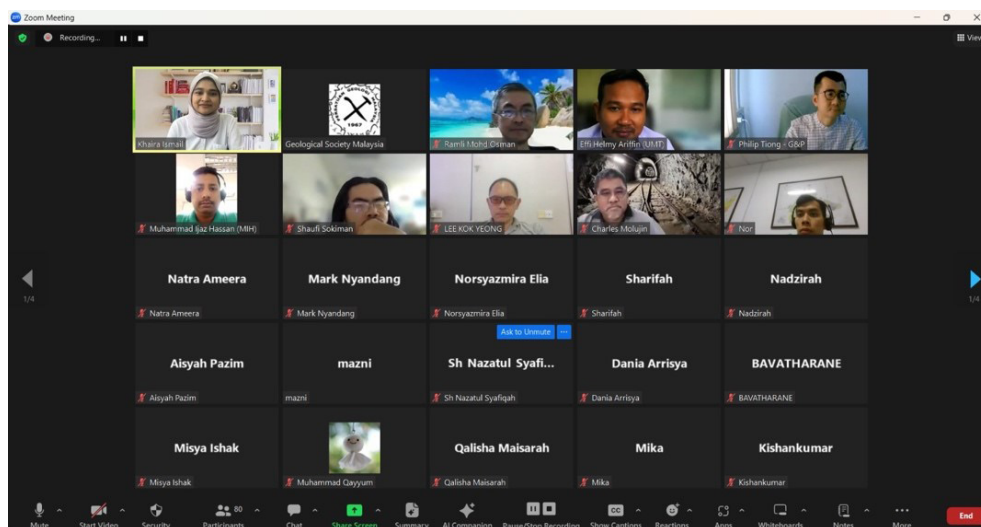 Zoom Meeting
Recording...
View
Khaira Ismail
Geological Society Malaysia
Ramli Mohd Osman
Effi Helmy Ariffin (UMT)
Philip Tiong - G&P
Muhammad Ijaz Hassan (MIH)
Shaufi Sokiman
LEE KOK YEONG
Charles Molujin
Nor
1967
Natra Ameera
Mark Nyandang
Norsyazmira Elia
Sharifah
Nadzirah
1/4
1/4
Natra Ameera
Mark Nyandang
Norsyazmira Elia
Sharifah
Nadzirah
Ask to Unmute
Aisyah Pazim
mazni
Sh Nazatul Syafi...
Dania Arrisya
BAVATHARANE
Aisyah Pazim
mazni
Sh Nazatul Syafiqah
Dania Arrisya
BAVATHARANE
Misya Ishak
Qalisha Maisarah
Mika
Kishankumar
Misya Ishak
Muhammad Qayyum
Qalisha Maisarah
Mika
Kishankumar
80
Mute
Start Video
Security
Participants
Chat
Share Screen
Summary
AI Companion
Pause/Stop Recording
Show Captions
Reactions
Apps
Whiteboards
Notes
More
End